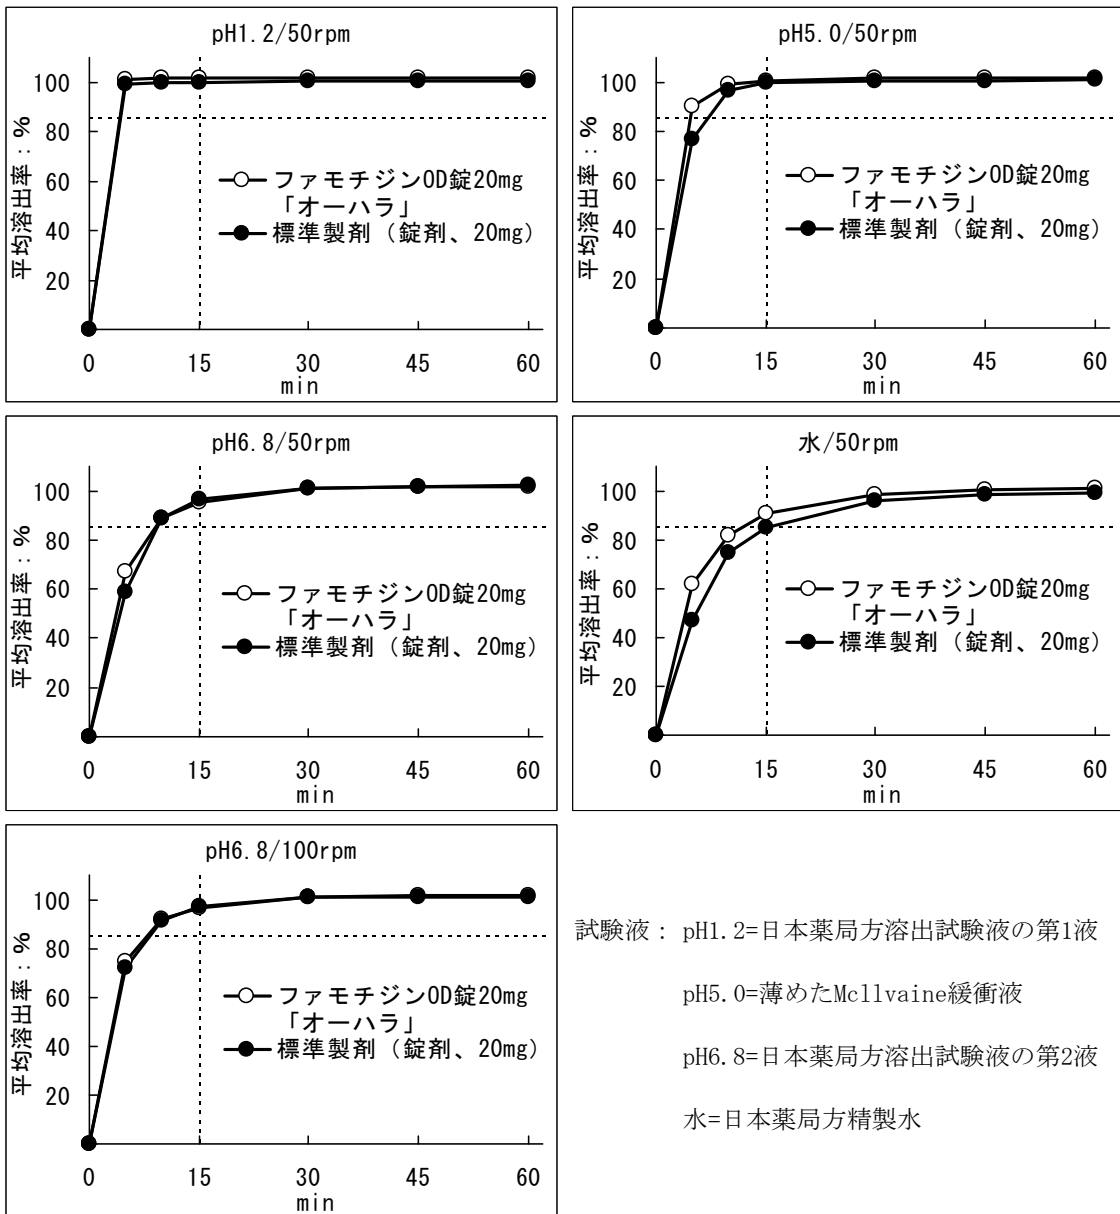 pH1.2/50rpm
平均溶出率:%
100
80
60
40
20
ファモチジンOD錠20mg
「オーハラ」
標準製剤(錠剤、20mg)
0 15 30 45 60
min
pH5.0/50rpm
平均溶出率:%
100
80
60
40
20
ファモチジンOD錠20mg
「オーハラ」
標準製剤(錠剤、20mg)
0 15 30 45 60
min
pH6.8/50rpm
平均溶出率:%
100
80
60
40
20
ファモチジンOD錠20mg
「オーハラ」
標準製剤(錠剤、20mg)
0 15 30 45 60
min
水/50rpm
平均溶出率:%
100
80
60
40
20
ファモチジンOD錠20mg
「オーハラ」
標準製剤(錠剤、20mg)
0 15 30 45 60
min
pH6.8/100rpm
平均溶出率:%
100
80
60
40
20
ファモチジンOD錠20mg
「オーハラ」
標準製剤(錠剤、20mg)
0 15 30 45 60
min
試験液:pH1.2=日本薬局方溶出試験液の第1液
pH5.0=薄めたMcllvaine緩衝液
pH6.8=日本薬局方溶出試験液の第2液
水=日本薬局方精製水